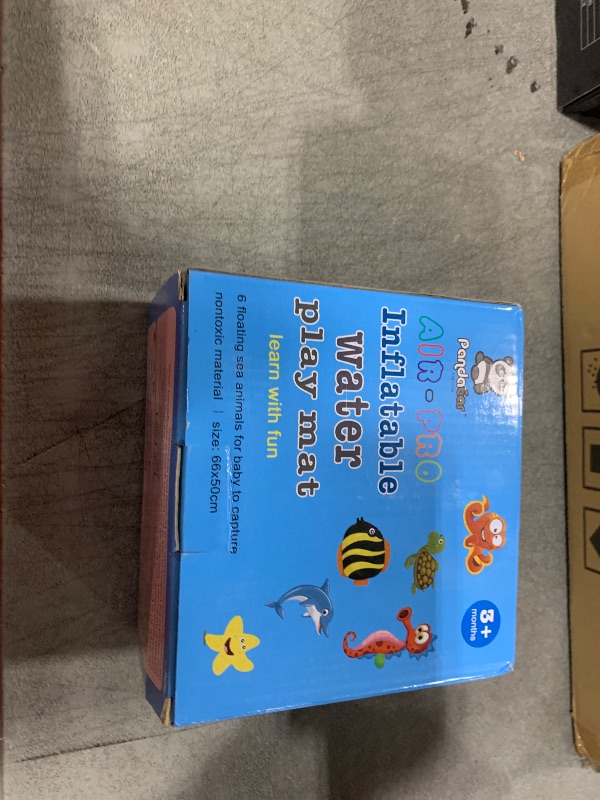 PandaEar
AIR-PRO
Inflatable
water
play mat
learn with fun
6 floating sea animals for baby to capture
nontoxic material | size: 66x50cm
3+
months